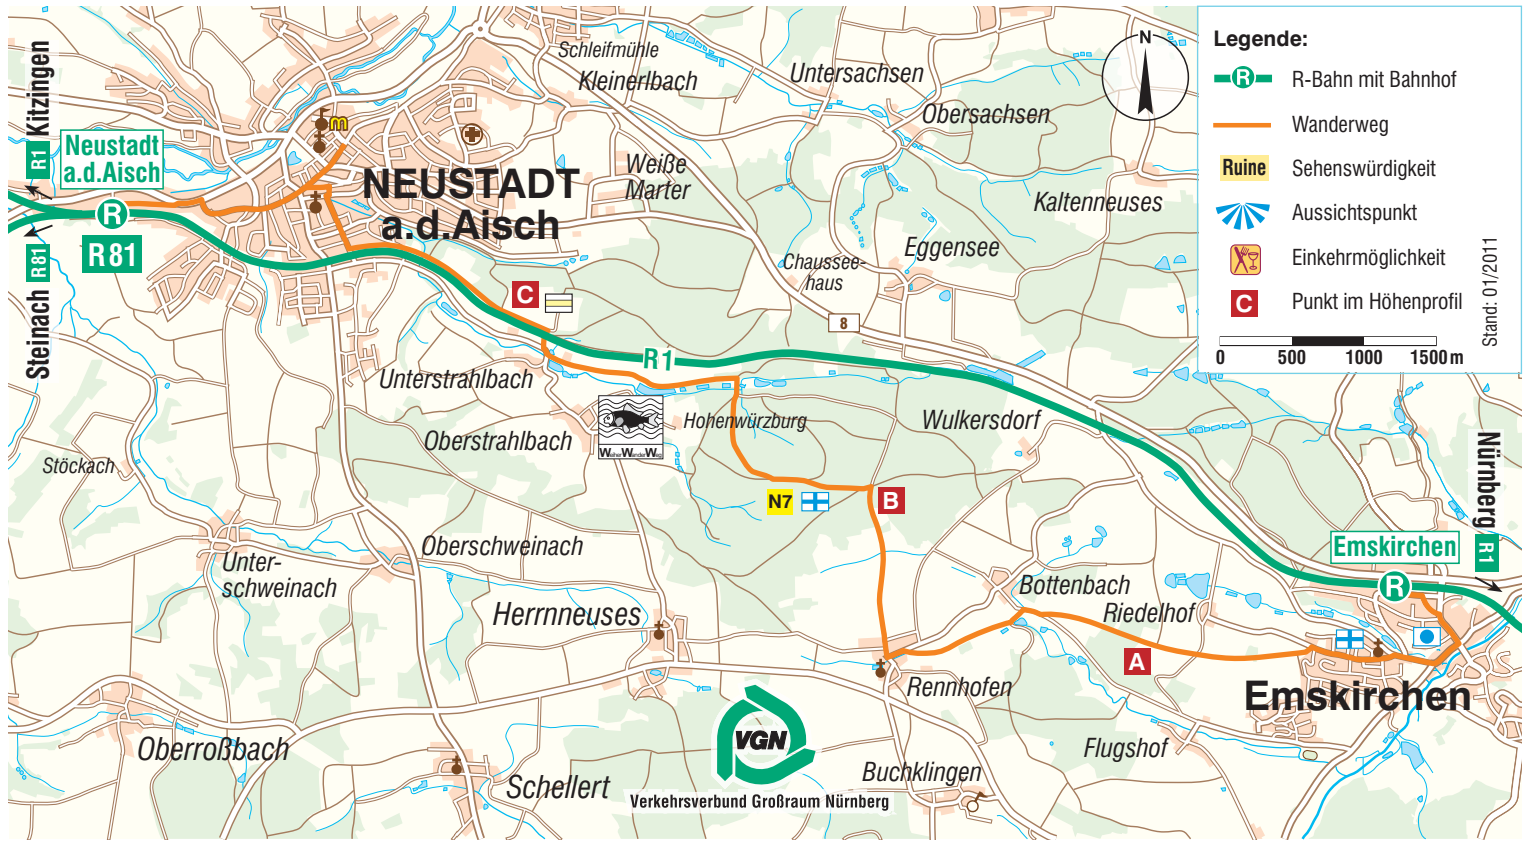 Schleifmühle
Kleinerlbach
Untersachsen
Obersachsen
N
Legende:
R
R-Bahn mit Bahnhof
Wanderweg
Ruine
Sehenswürdigkeit
Aussichtspunkt
Einkehrmöglichkeit
C
Punkt im Höhenprofil
0
500
1000
1500 m
Stand: 01/2011
R1 Kitzingen
Neustadt
a.d.Aisch
R
R81
Steinach R81
m
NEUSTADT
a.d.Aisch
Weiße
Marter
Kaltenneuses
Eggensee
Chaussee-
haus
8
C
R1
Unterstrahlbach
Oberstrahlbach
WeiherWanderWeg
Hohenwürzburg
Wulkersdorf
Stöckach
N7
B
Nürnberg R1
Unter-
schweinach
Oberschweinach
Emskirchen
R
Herrnneuses
Bottenbach
Riedelhof
A
Rennhofen
Emskirchen
Oberroßbach
Schellert
VGN
Verkehrsverbund Großraum Nürnberg
Buchklingen
Flugshof